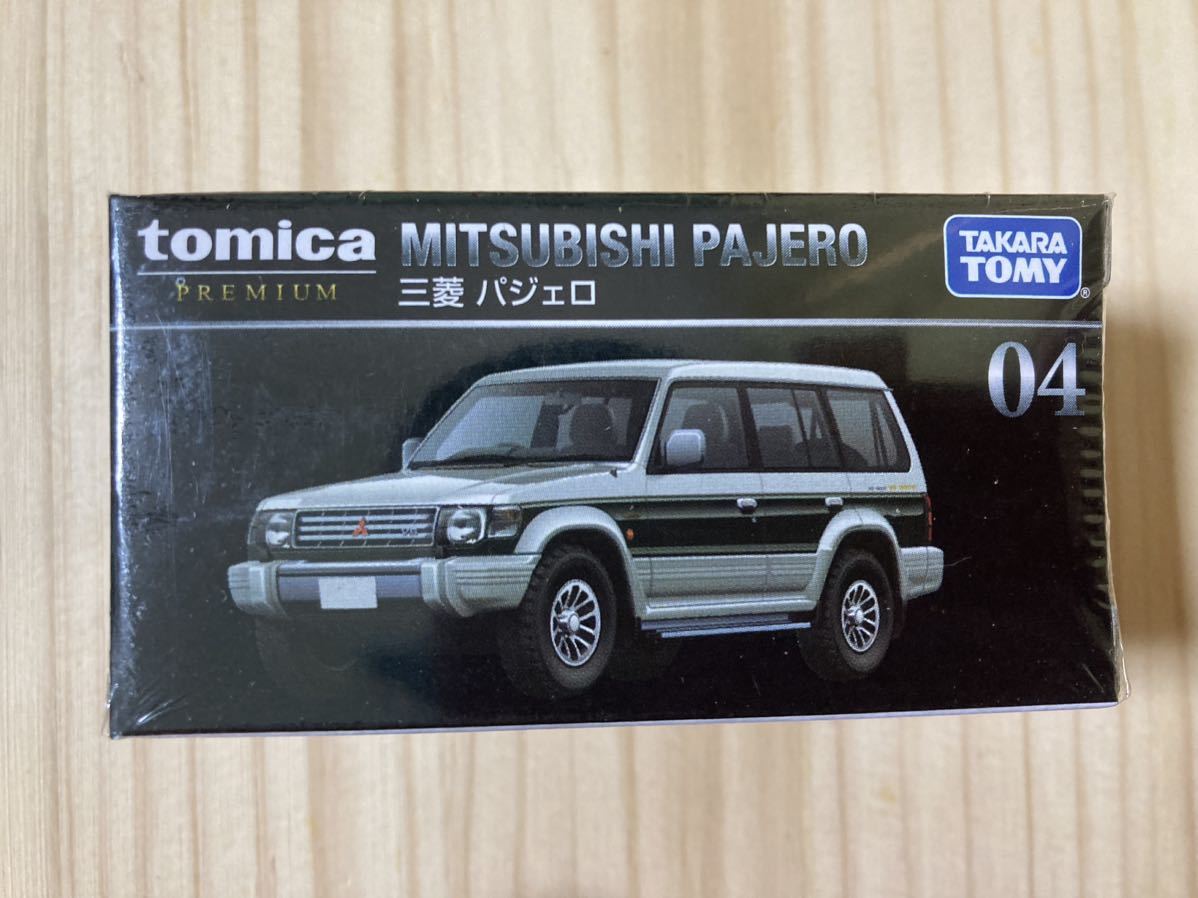 tomica
PREMIUM
MITSUBISHI PAJERO
三菱 パジェロ
TAKARA
TOMY
®
04